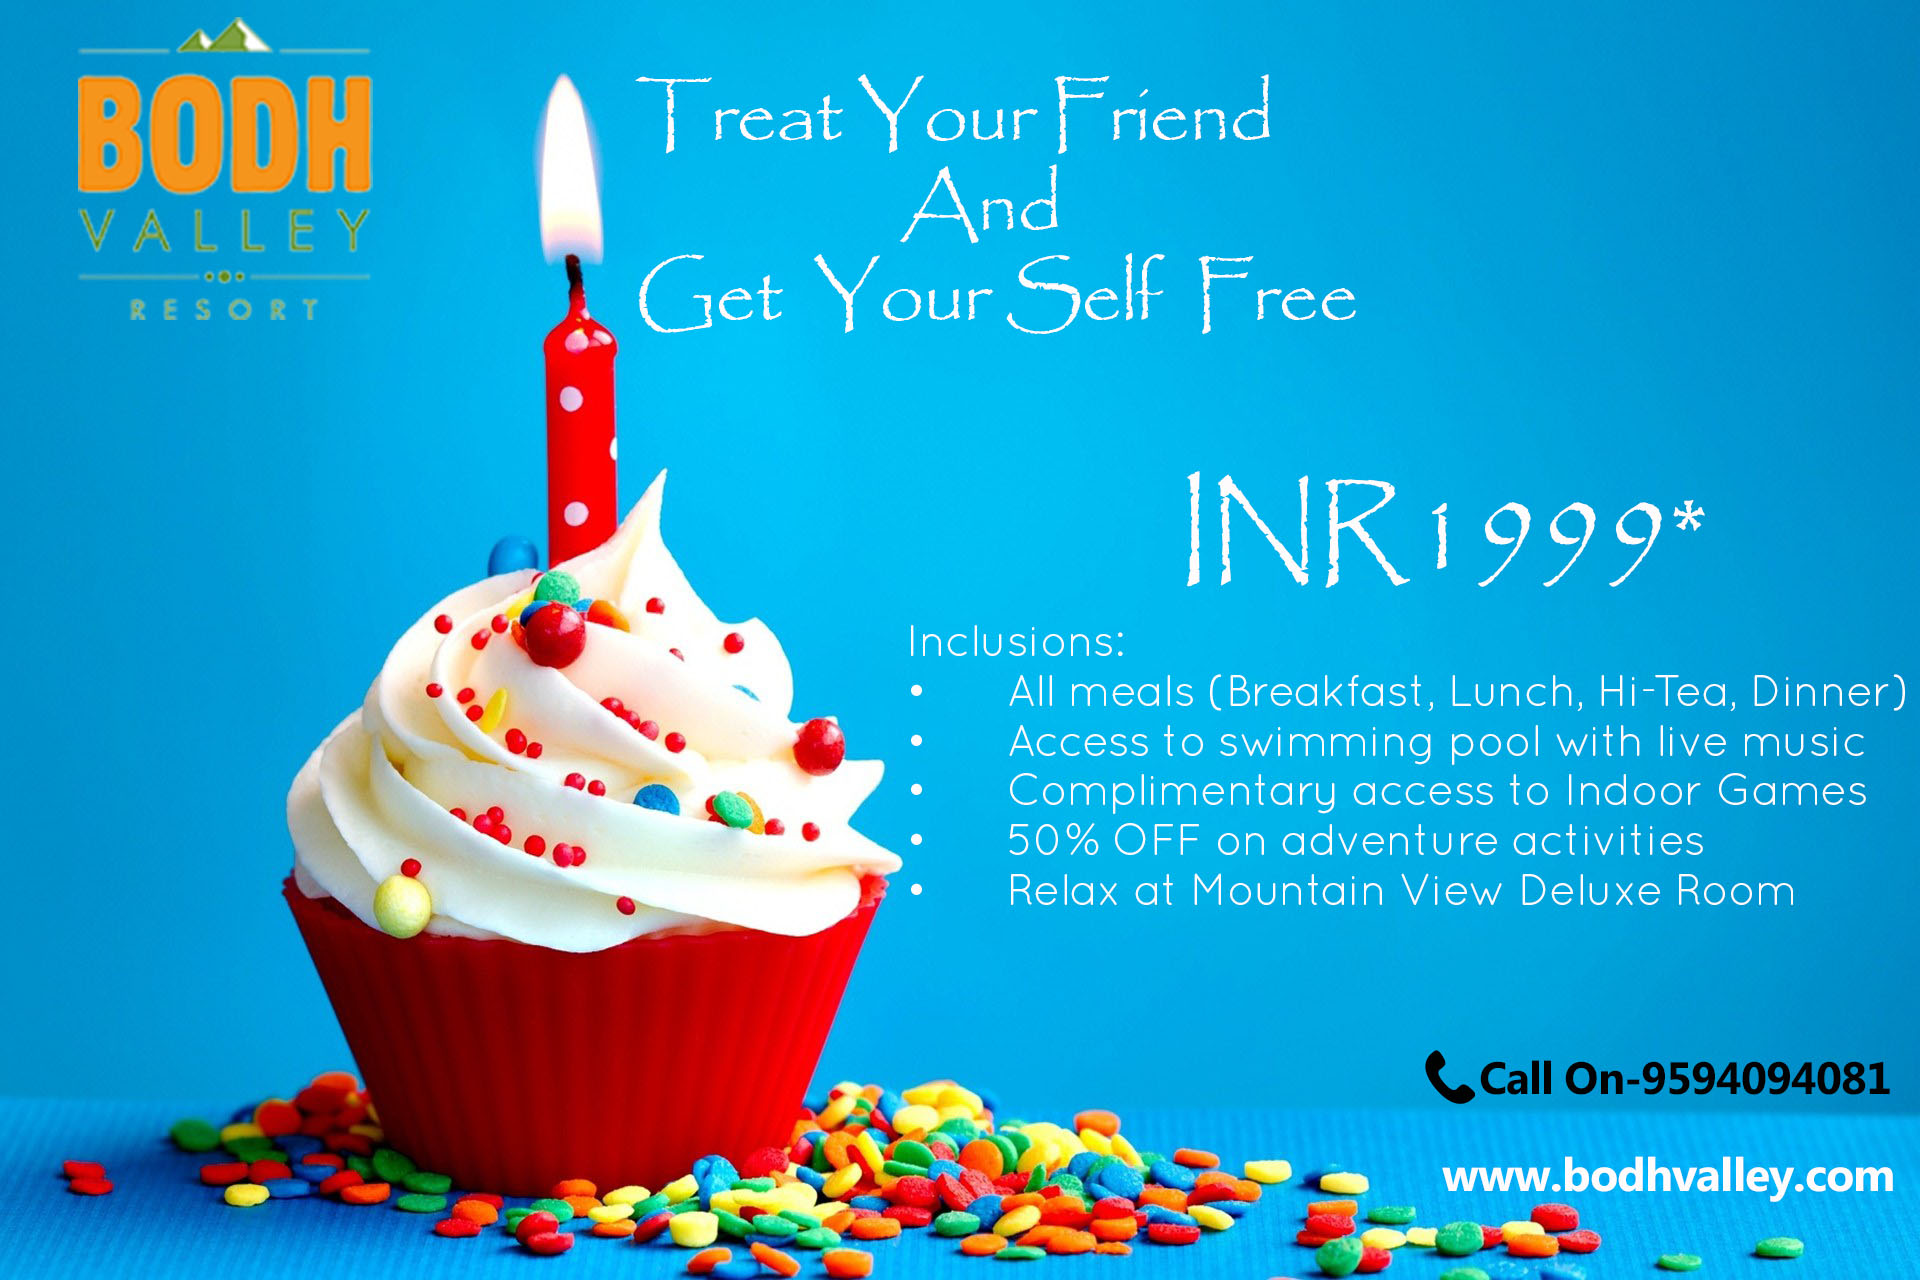 BODH
VALLEY
RESORT
Treat Your Friend
And
Get Your Self Free
INR1999*
Inclusions:
• All meals (Breakfast, Lunch, Hi-Tea, Dinner)
• Access to swimming pool with live music
• Complimentary access to Indoor Games
• 50% OFF on adventure activities
• Relax at Mountain View Deluxe Room
Call On-9594094081
www.bodhvalley.com